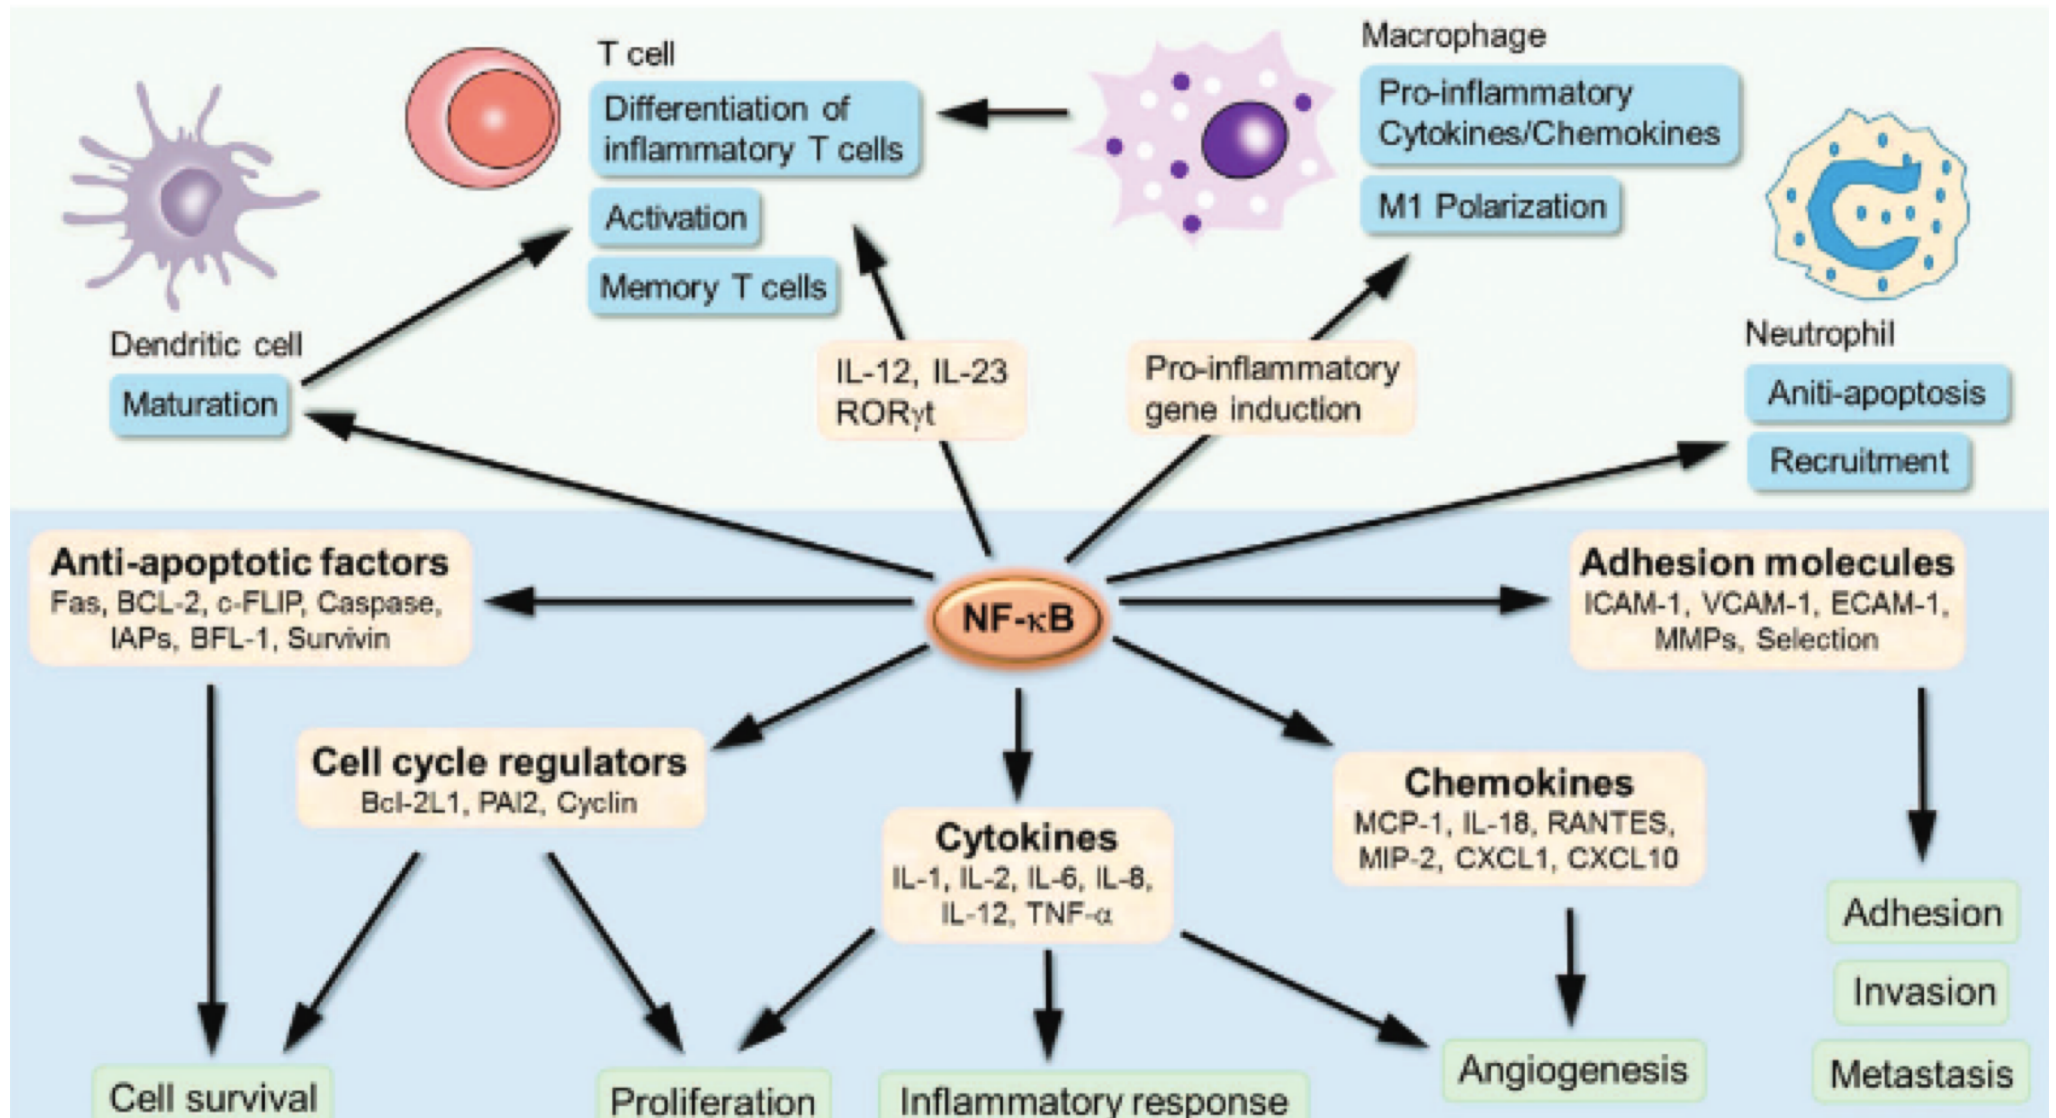 T cell
Differentiation of
inflammatory T cells
Activation
Memory T cells
Macrophage
Pro-inflammatory
Cytokines/Chemokines
M1 Polarization
Dendritic cell
Maturation
IL-12, IL-23
RORγt
Pro-inflammatory
gene induction
Neutrophil
Aniti-apoptosis
Recruitment
NF-κB
Anti-apoptotic factors
Fas, BCL-2, c-FLIP, Caspase,
IAPs, BFL-1, Survivin
Adhesion molecules
ICAM-1, VCAM-1, ECAM-1,
MMPs, Selection
Cell cycle regulators
Bcl-2L1, PAI2, Cyclin
Cytokines
IL-1, IL-2, IL-6, IL-8,
IL-12, TNF-α
Chemokines
MCP-1, IL-18, RANTES,
MIP-2, CXCL1, CXCL10
Adhesion
Invasion
Metastasis
Cell survival
Proliferation
Inflammatory response
Angiogenesis